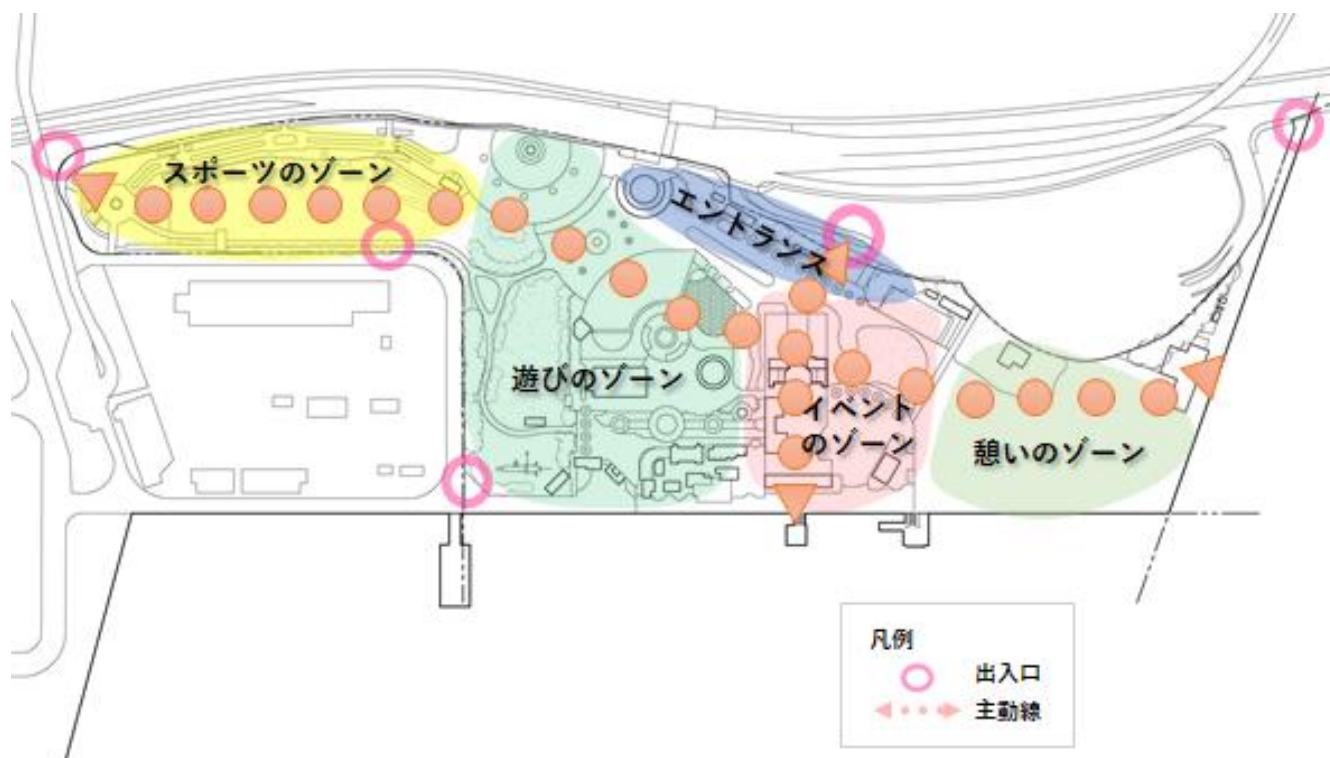 スポーツのゾーン
エントランス
遊びのゾーン
イベント
のゾーン
憩いのゾーン
凡例
出入口
主動線